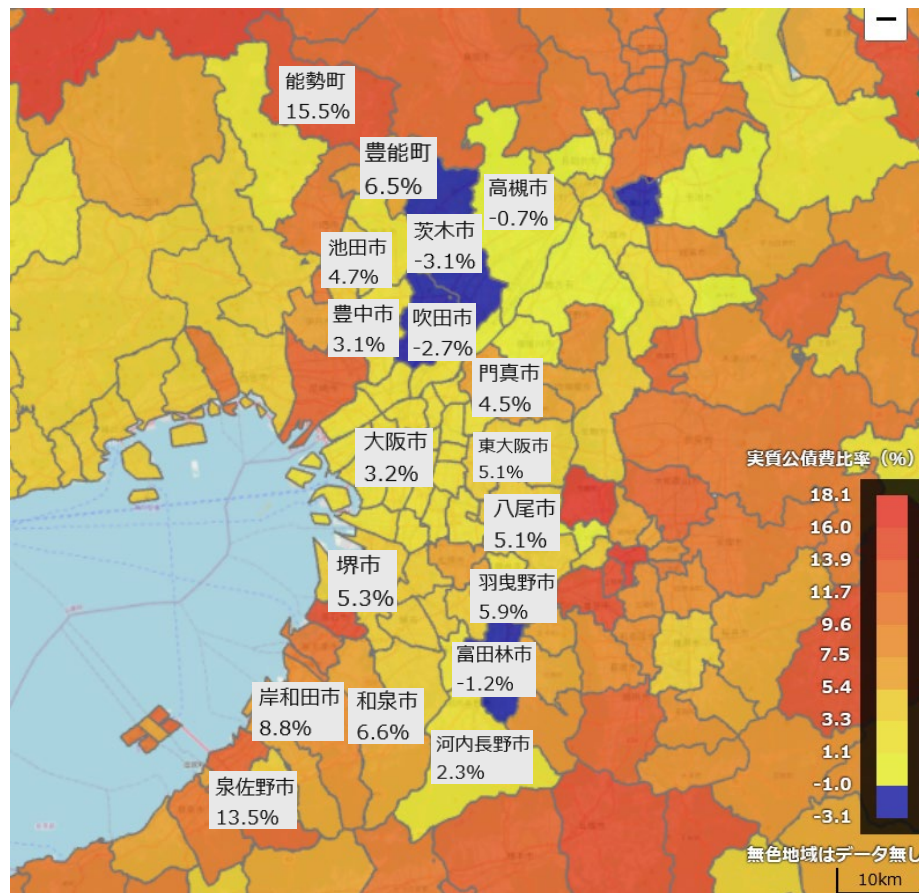 能勢町
15.5%
豊能町
6.5%
高槻市
-0.7%
茨木市
-3.1%
池田市
4.7%
豊中市
3.1%
吹田市
-2.7%
門真市
4.5%
大阪市
3.2%
東大阪市
5.1%
八尾市
5.1%
堺市
5.3%
羽曳野市
5.9%
富田林市
-1.2%
岸和田市
8.8%
和泉市
6.6%
河内長野市
2.3%
泉佐野市
13.5%
実質公債費比率 (%)
18.1
16.0
13.9
11.7
9.6
7.5
5.4
3.3
1.1
-1.0
-3.1
無色地域はデータ無し
10km